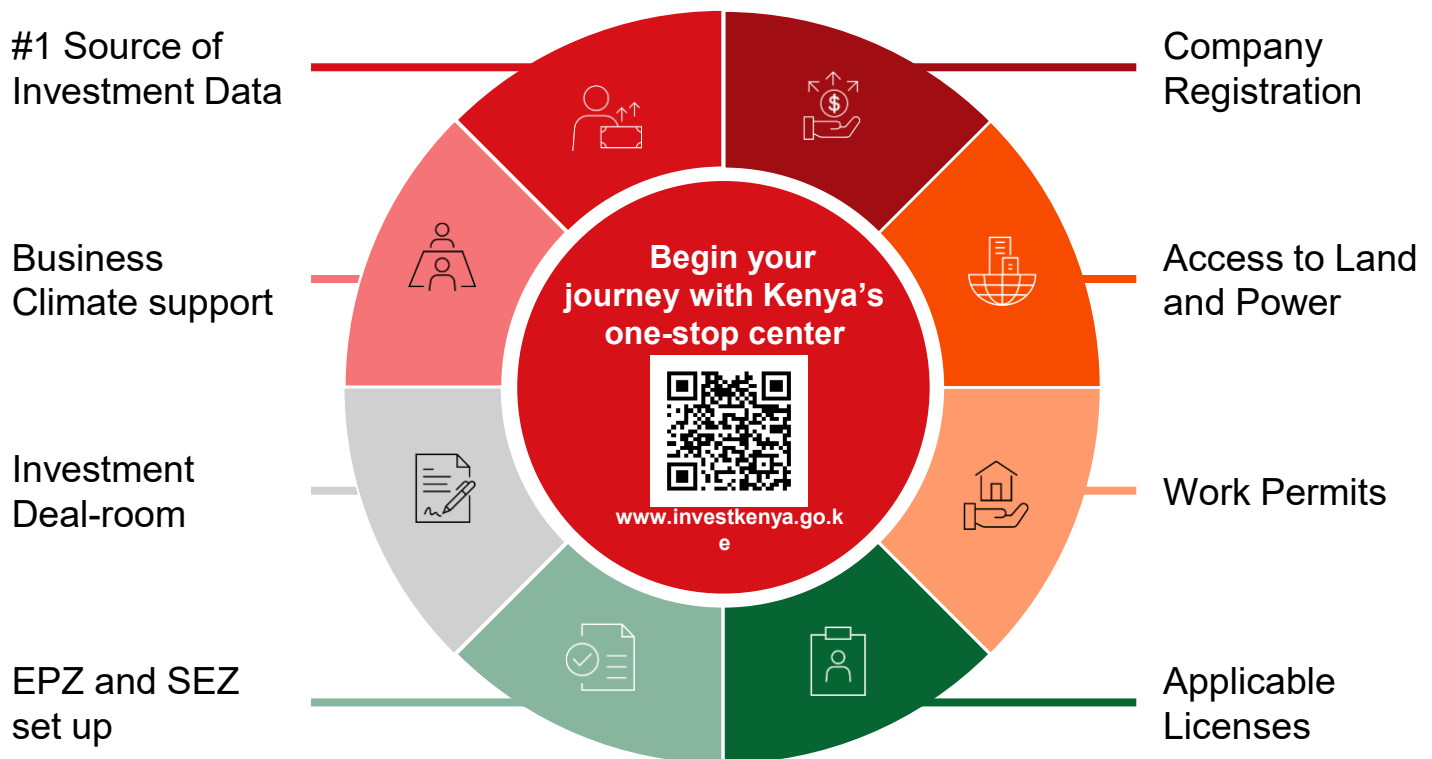 #1 Source of
Investment Data
Business
Climate support
Investment
Deal-room
EPZ and SEZ
set up
Begin your
journey with Kenya’s
one-stop center
www.investkenya.go.k
e
Company
Registration
Access to Land
and Power
Work Permits
Applicable
Licenses
$